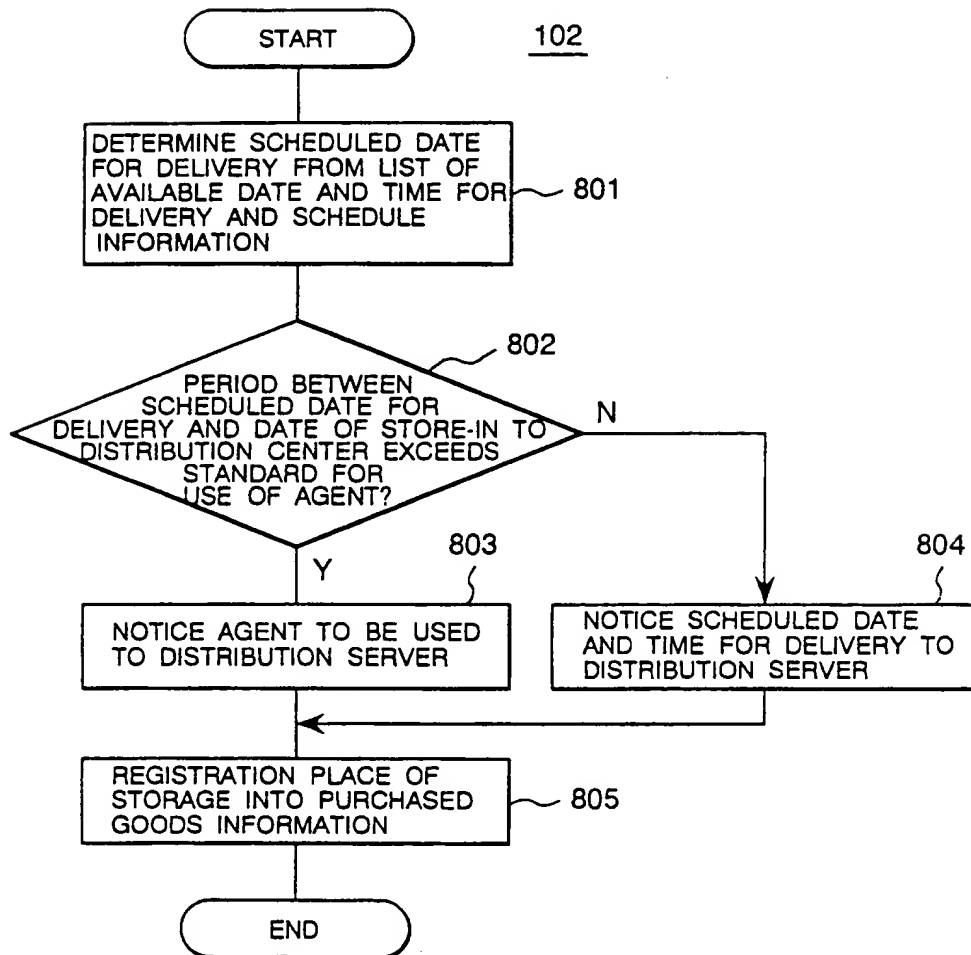 START
102
DETERMINE SCHEDULED DATE
FOR DELIVERY FROM LIST OF
AVAILABLE DATE AND TIME FOR
DELIVERY AND SCHEDULE
INFORMATION
801
802
PERIOD BETWEEN
SCHEDULED DATE FOR
DELIVERY AND DATE OF STORE-IN TO
DISTRIBUTION CENTER EXCEEDS
STANDARD FOR
USE OF AGENT?
N
Y
803
NOTICE AGENT TO BE USED
TO DISTRIBUTION SERVER
804
NOTICE SCHEDULED DATE
AND TIME FOR DELIVERY TO
DISTRIBUTION SERVER
REGISTRATION PLACE OF
STORAGE INTO PURCHASED
GOODS INFORMATION
805
END